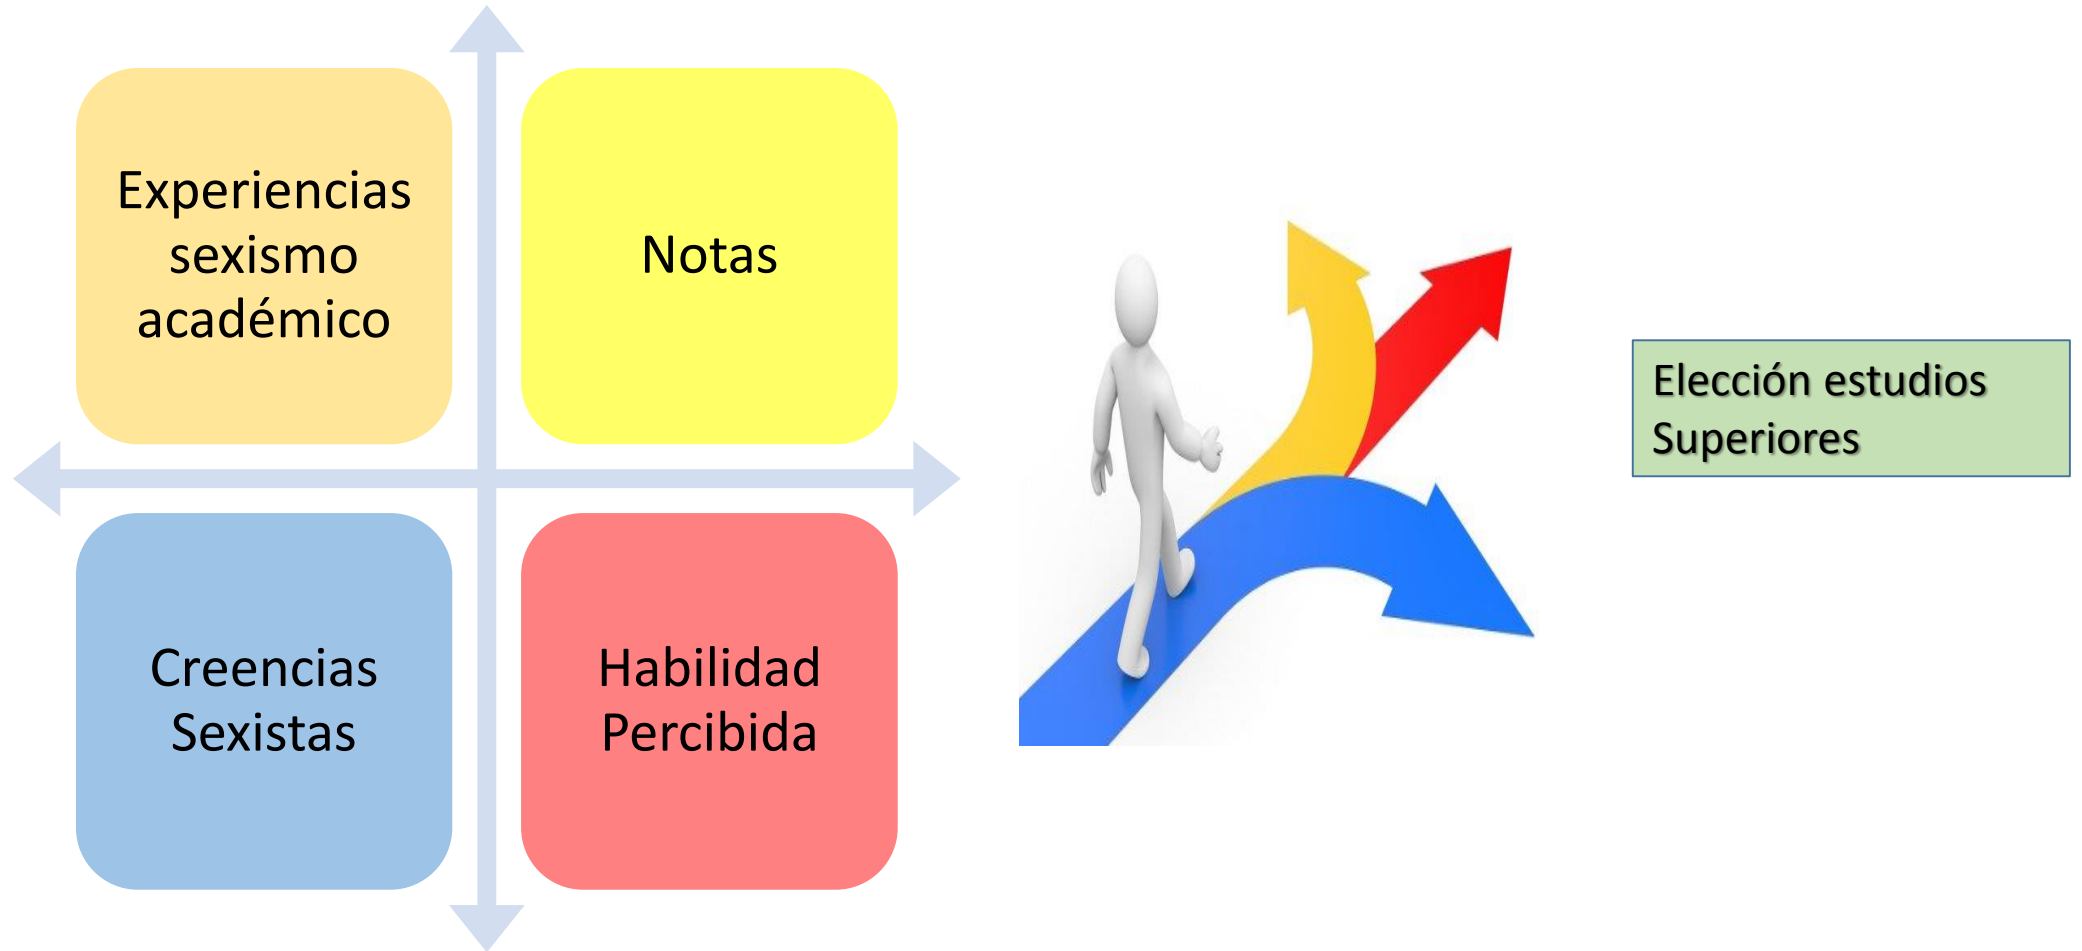 Experiencias
sexismo
académico
Notas
Creencias
Sexistas
Habilidad
Percibida
Elección estudios
Superiores